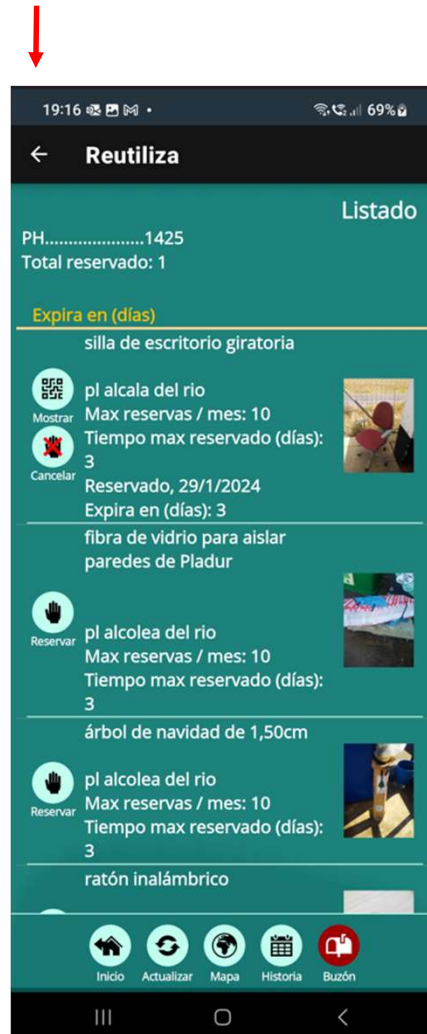 19:16
69%
Reutiliza
Listado
PH......................1425
Total reservado: 1
Expira en (días)
silla de escritorio giratoria
Mostrar
Cancelar
pl alcala del rio
Max reservas / mes: 10
Tiempo max reservado (días):
3
Reservado, 29/1/2024
Expira en (días): 3
fibra de vidrio para aislar
paredes de Pladur
Reservar
pl alcolea del rio
Max reservas / mes: 10
Tiempo max reservado (días):
3
árbol de navidad de 1,50cm
Reservar
pl alcolea del rio
Max reservas / mes: 10
Tiempo max reservado (días):
3
ratón inalámbrico
Inicio Actualizar Mapa Historia Buzón